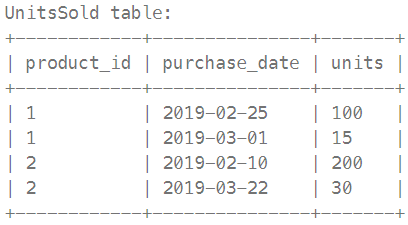 UnitsSold table:
+------------+---------------+-------+
| product_id | purchase_date | units |
+------------+---------------+-------+
| 1          | 2019-02-25    | 100   |
| 1          | 2019-03-01    | 15    |
| 2          | 2019-02-10    | 200   |
| 2          | 2019-03-22    | 30    |
+------------+---------------+-------+